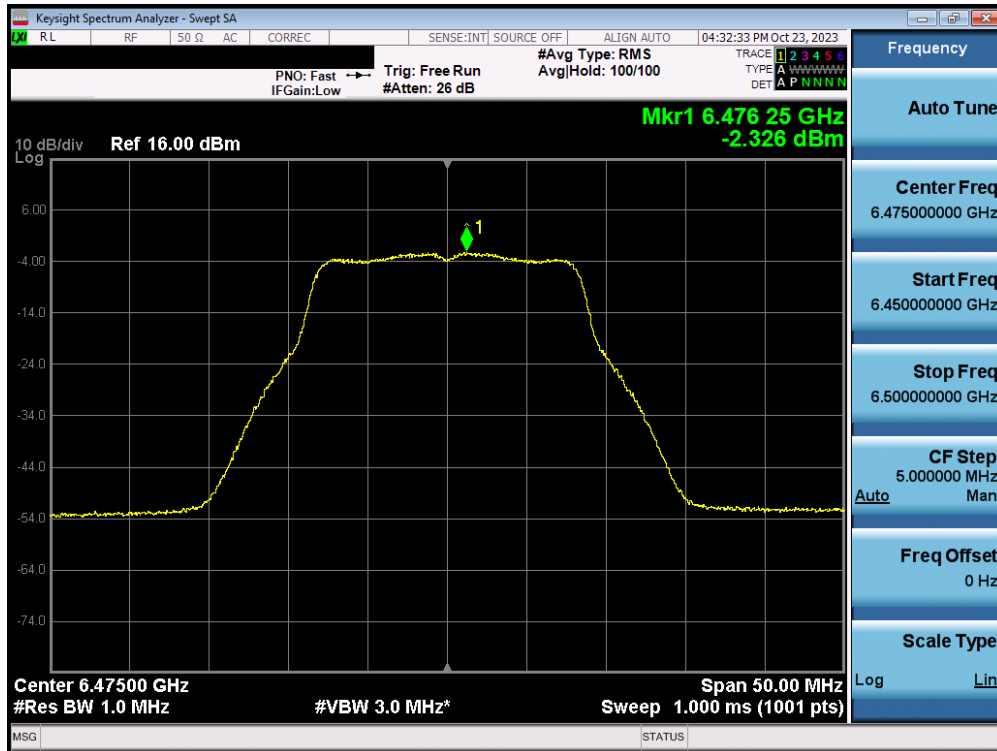 Keysight Spectrum Analyzer - Swept SA
LXI RL RF 50 Ω AC CORREC SENSE:INT SOURCE OFF ALIGN AUTO 04:32:33 PM Oct 23, 2023
PNO: Fast
IFGain:Low
Trig: Free Run
#Atten: 26 dB
#Avg Type: RMS
Avg|Hold: 100/100
TRACE 1 2 3 4 5 6
TYPE A WWWWW
DET A P N N N N
Mkr1 6.476 25 GHz
-2.326 dBm
10 dB/div Ref 16.00 dBm
Log
6.00
1
-4.00
-14.0
-24.0
-34.0
-44.0
-54.0
-64.0
-74.0
Center 6.47500 GHz Span 50.00 MHz
#Res BW 1.0 MHz #VBW 3.0 MHz* Sweep 1.000 ms (1001 pts)
MSG STATUS
Frequency
Auto Tune
Center Freq
6.475000000 GHz
Start Freq
6.450000000 GHz
Stop Freq
6.500000000 GHz
CF Step
5.000000 MHz
Auto Man
Freq Offset
0 Hz
Scale Type
Log Lin